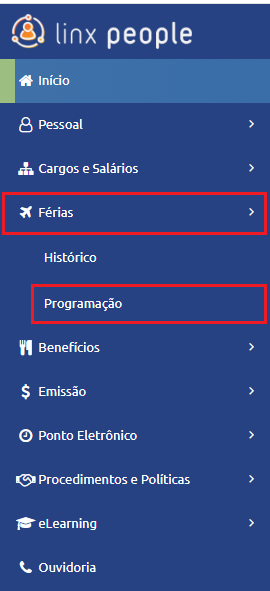 linx people
Início
Pessoal
Cargos e Salários
Férias
Histórico
Programação
Benefícios
Emissão
Ponto Eletrônico
Procedimentos e Políticas
eLearning
Ouvidoria